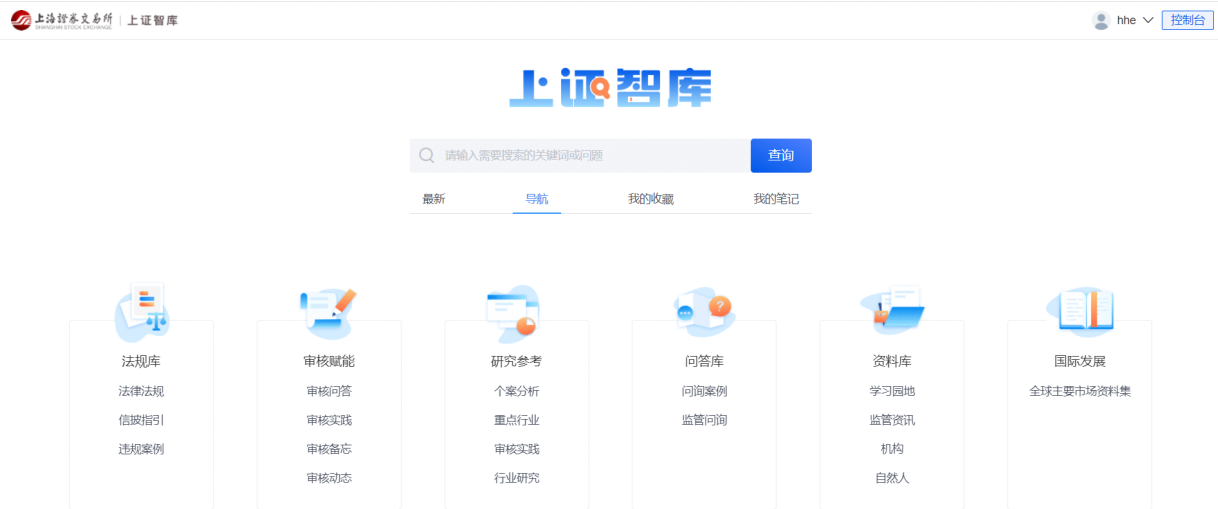 上海證券交易所 | 上证智库
SHANGHAI STOCK EXCHANGE
hhe 控制台
上证智库
请输入需要搜索的关键词或问题 查询
最新 导航 我的收藏 我的笔记
法规库 审核赋能 研究参考 问答库 资料库 国际发展
法律法规 审核问答 个案分析 问询案例 学习园地 全球主要市场资料集
信披指引 审核实践 重点行业 监管问询 监管资讯
违规案例 审核备忘 审核实践 机构
审核动态 行业研究 自然人